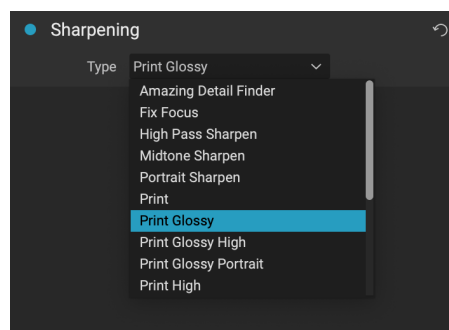 Sharpening
Type Print Glossy
Amazing Detail Finder
Fix Focus
High Pass Sharpen
Midtone Sharpen
Portrait Sharpen
Print
Print Glossy
Print Glossy High
Print Glossy Portrait
Print High